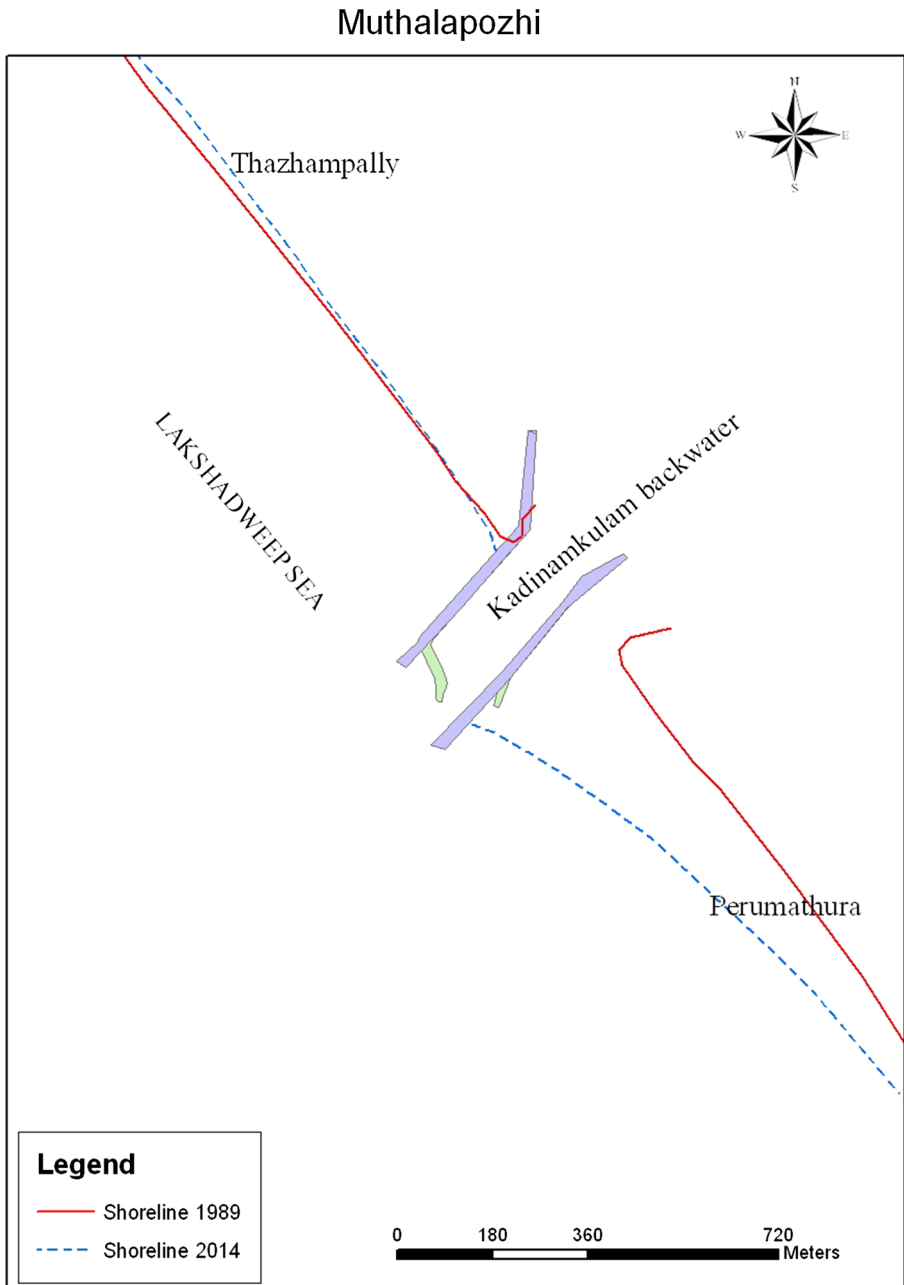 Muthalapozhi
N
W E
S
Thazhampally
LAKSHADWEEP SEA
Kadinamkulam backwater
Perumathura
Legend
Shoreline 1989
Shoreline 2014
0 180 360 720
Meters